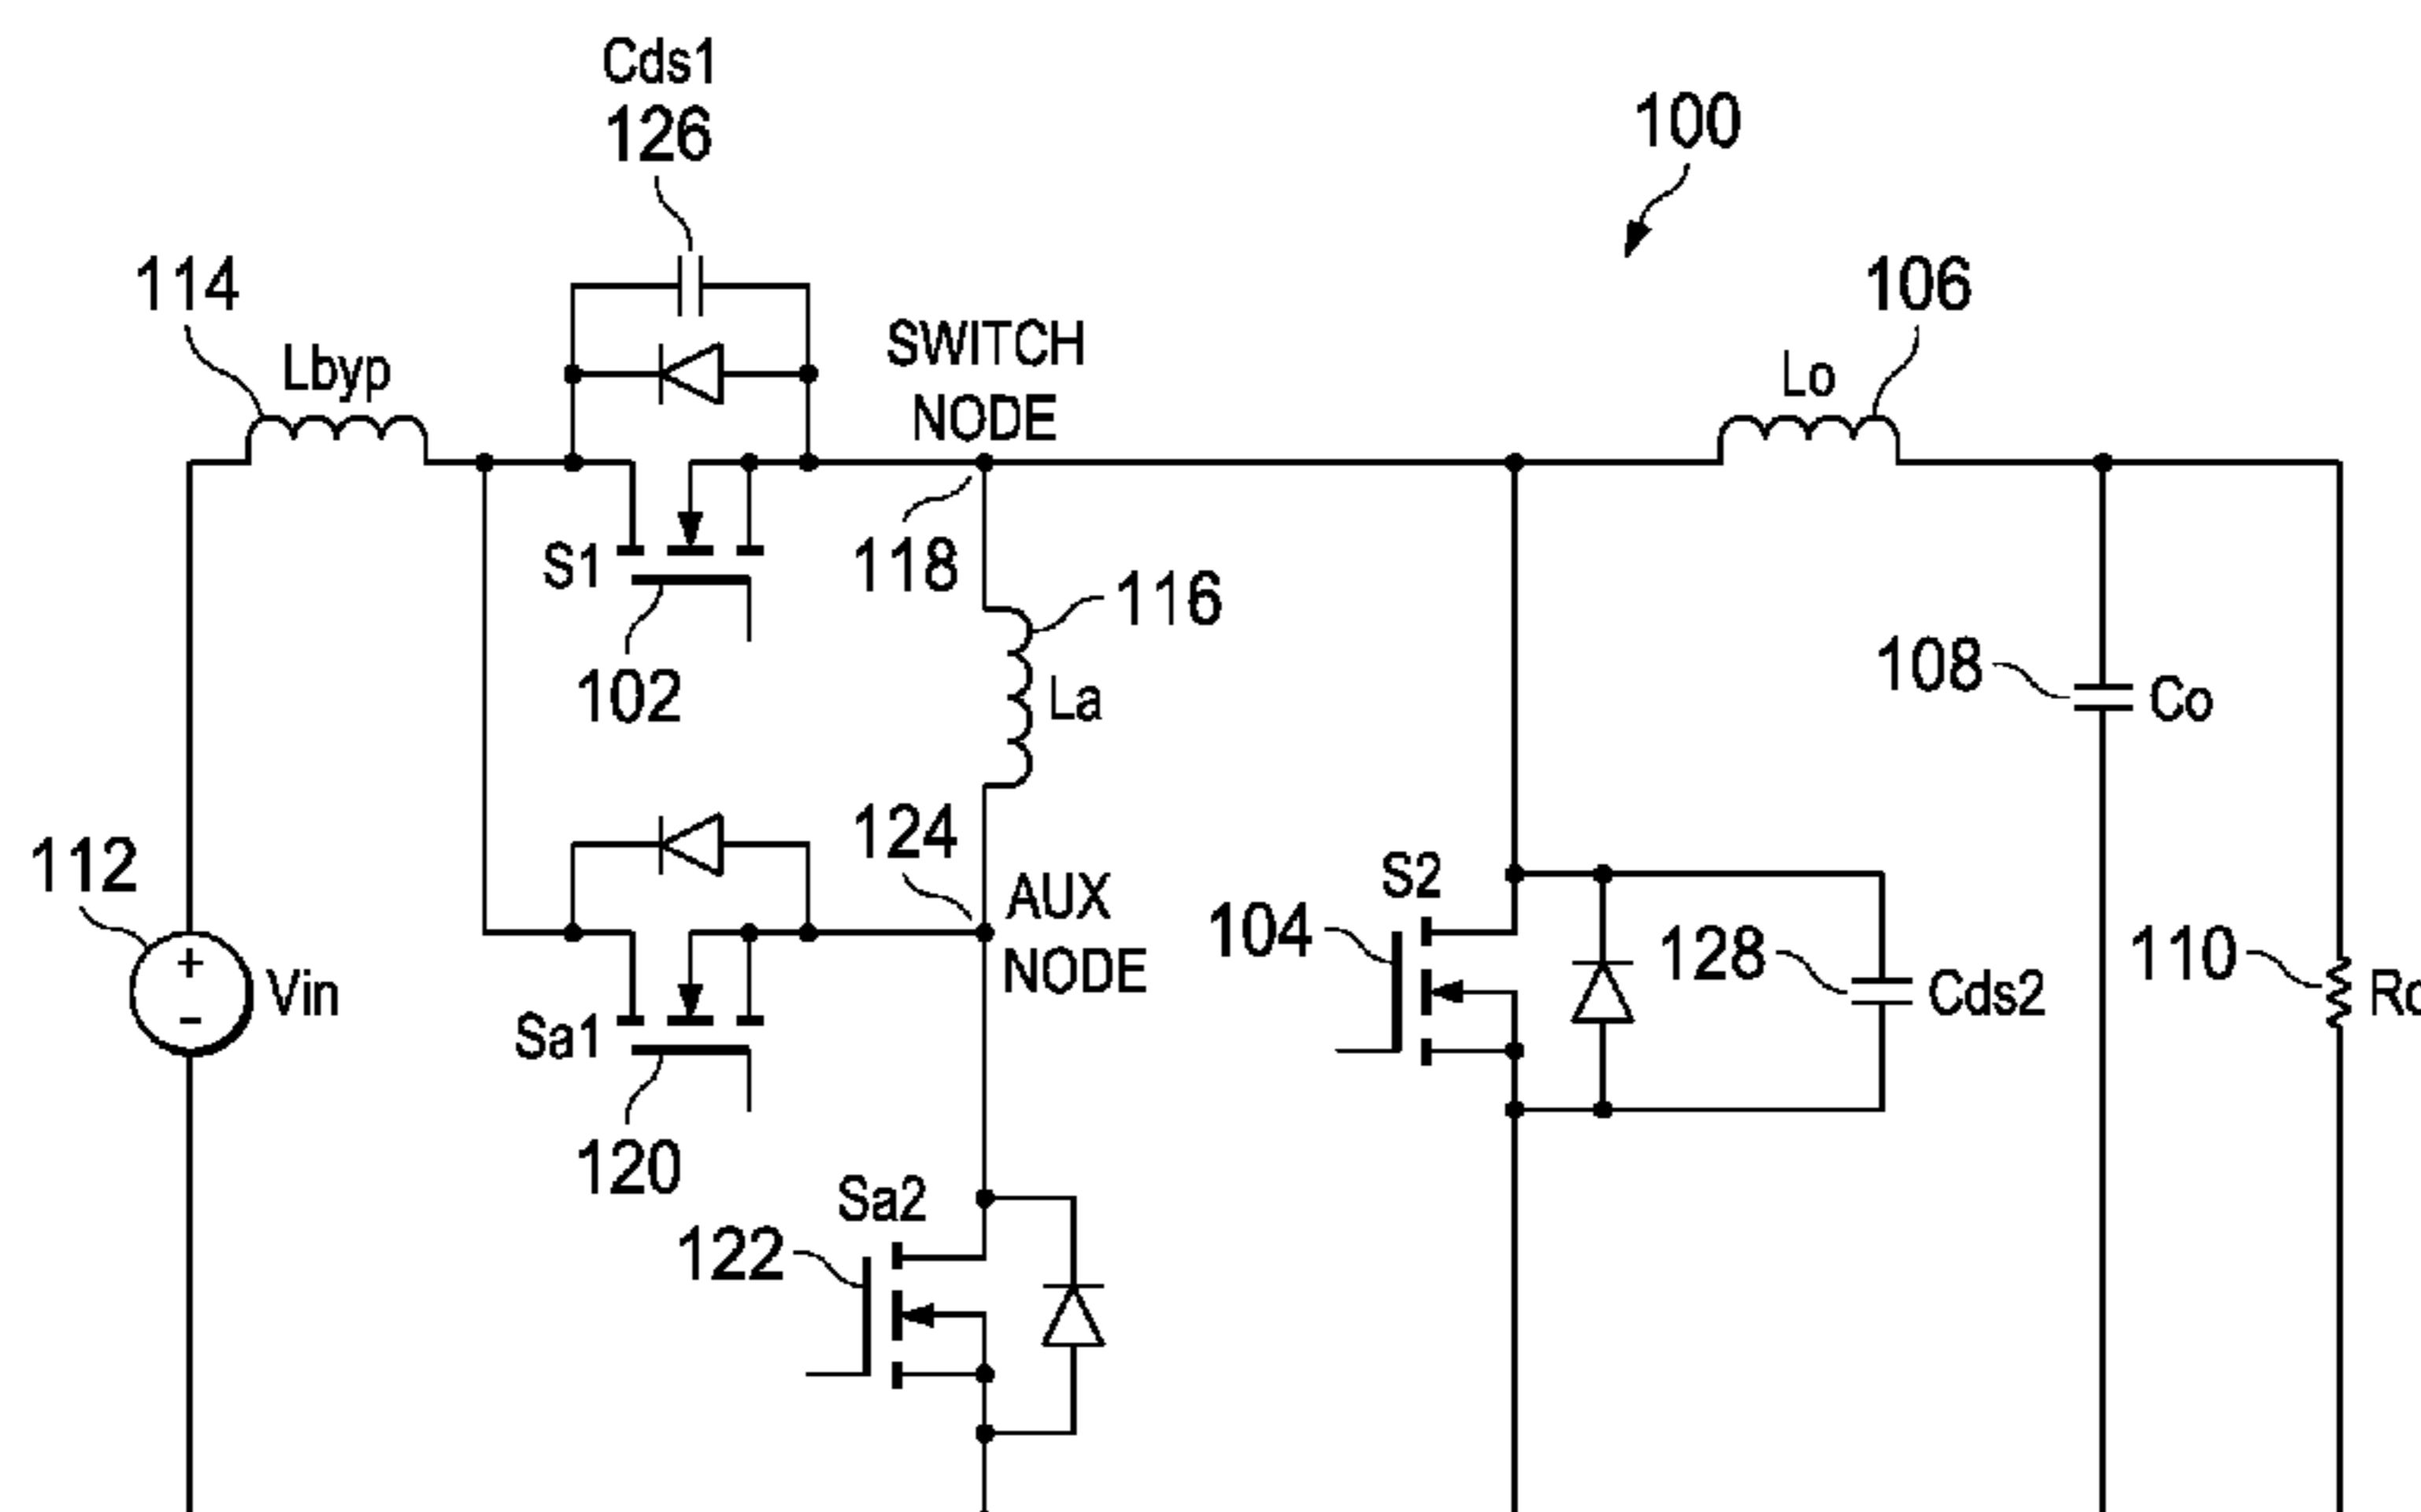 Cds1
126
100
114
106
Lbyp
SWITCH
NODE
Lo
S1
118
116
102
La
108
Co
124
112
AUX
NODE
S2
104
128
Cds2
110
+
-
Vin
Sa1
120
Sa2
122